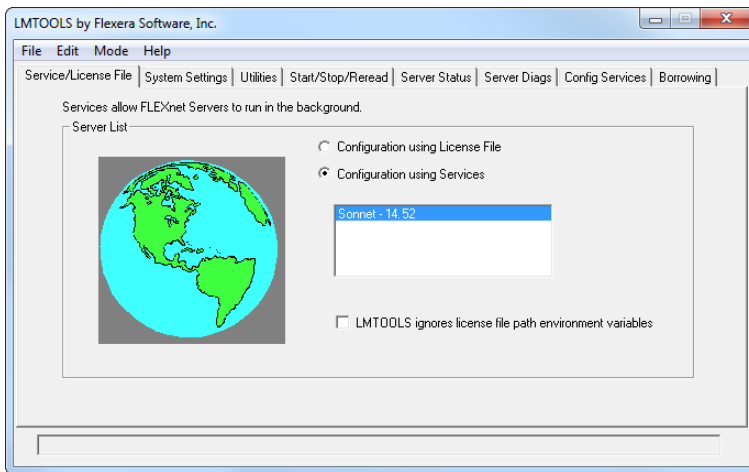 LMTOOLS by Flexera Software, Inc.
File Edit Mode Help
Service/License File System Settings Utilities Start/Stop/Reread Server Status Server Diags Config Services Borrowing
Services allow FLEXnet Servers to run in the background.
Server List
Configuration using License File
Configuration using Services
Sonnet - 14.52
LMTOOLS ignores license file path environment variables